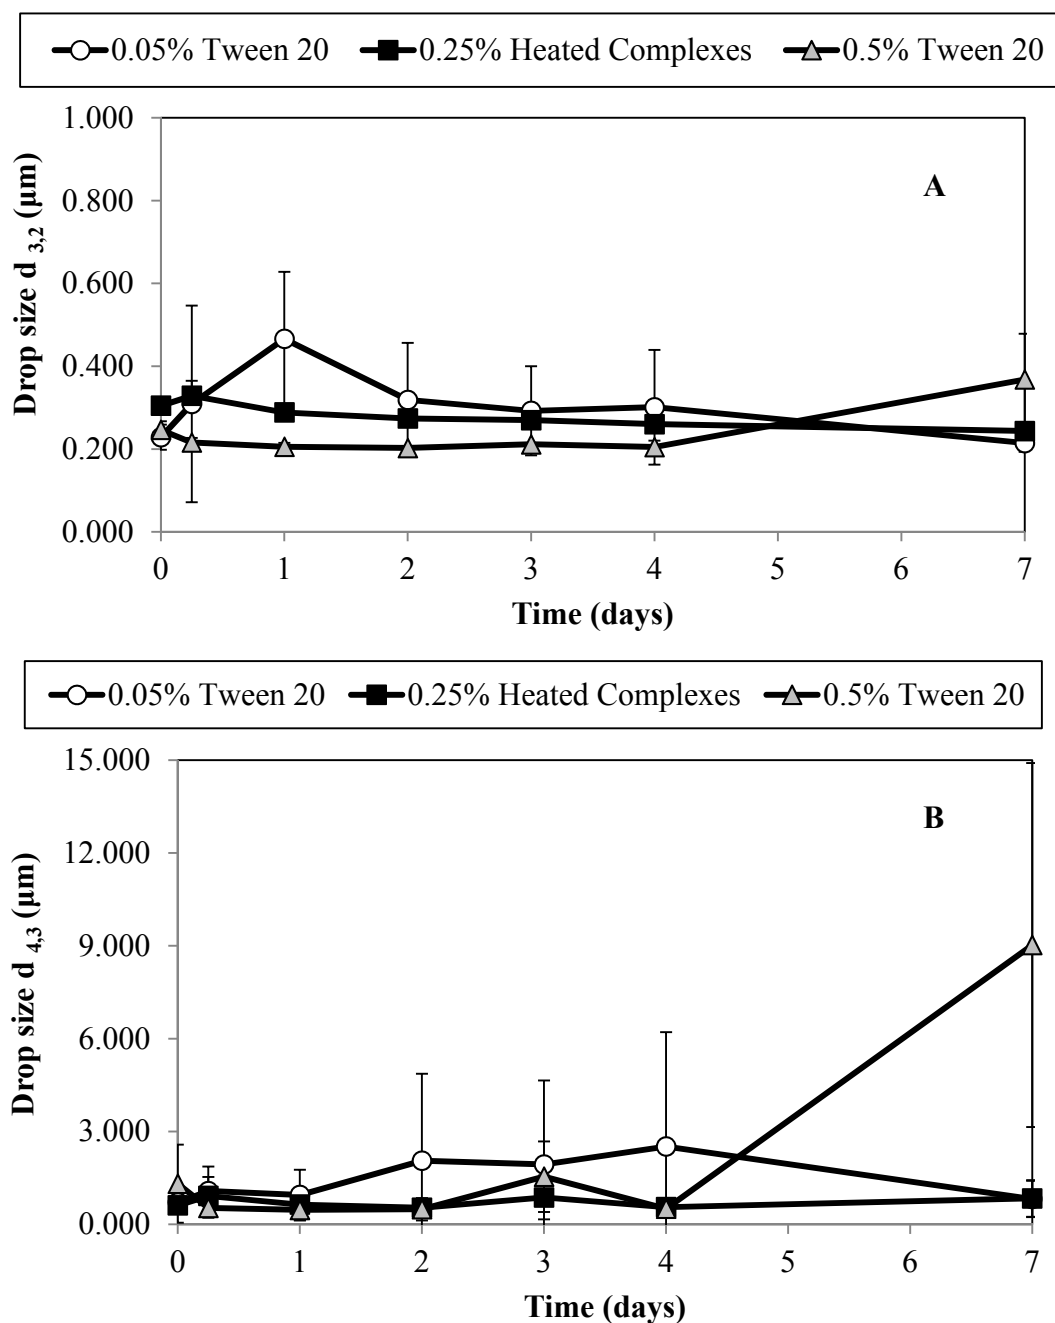 0.05% Tween 20 0.25% Heated Complexes 0.5% Tween 20
1.000
0.800
0.600
0.400
0.200
0.000
Drop size d 3,2 (µm)
A
0 1 2 3 4 5 6 7
Time (days)
0.05% Tween 20 0.25% Heated Complexes 0.5% Tween 20
15.000
12.000
9.000
6.000
3.000
0.000
Drop size d 4,3 (µm)
B
0 1 2 3 4 5 6 7
Time (days)